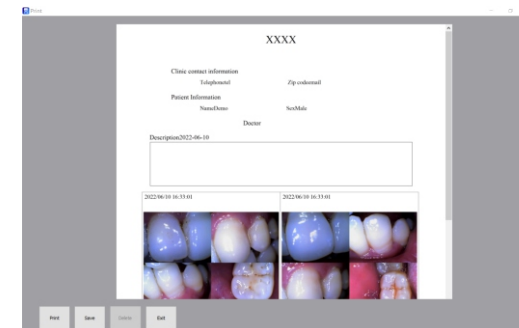 Print
XXXX
Clinic contact information
Telephonetel Zip codeemail
Patient Information
NameDemo SexMale
Doctor
Description2022-06-10
2022/06/10 16:33:01 2022/06/10 16:33:01
Print Save Delete Exit